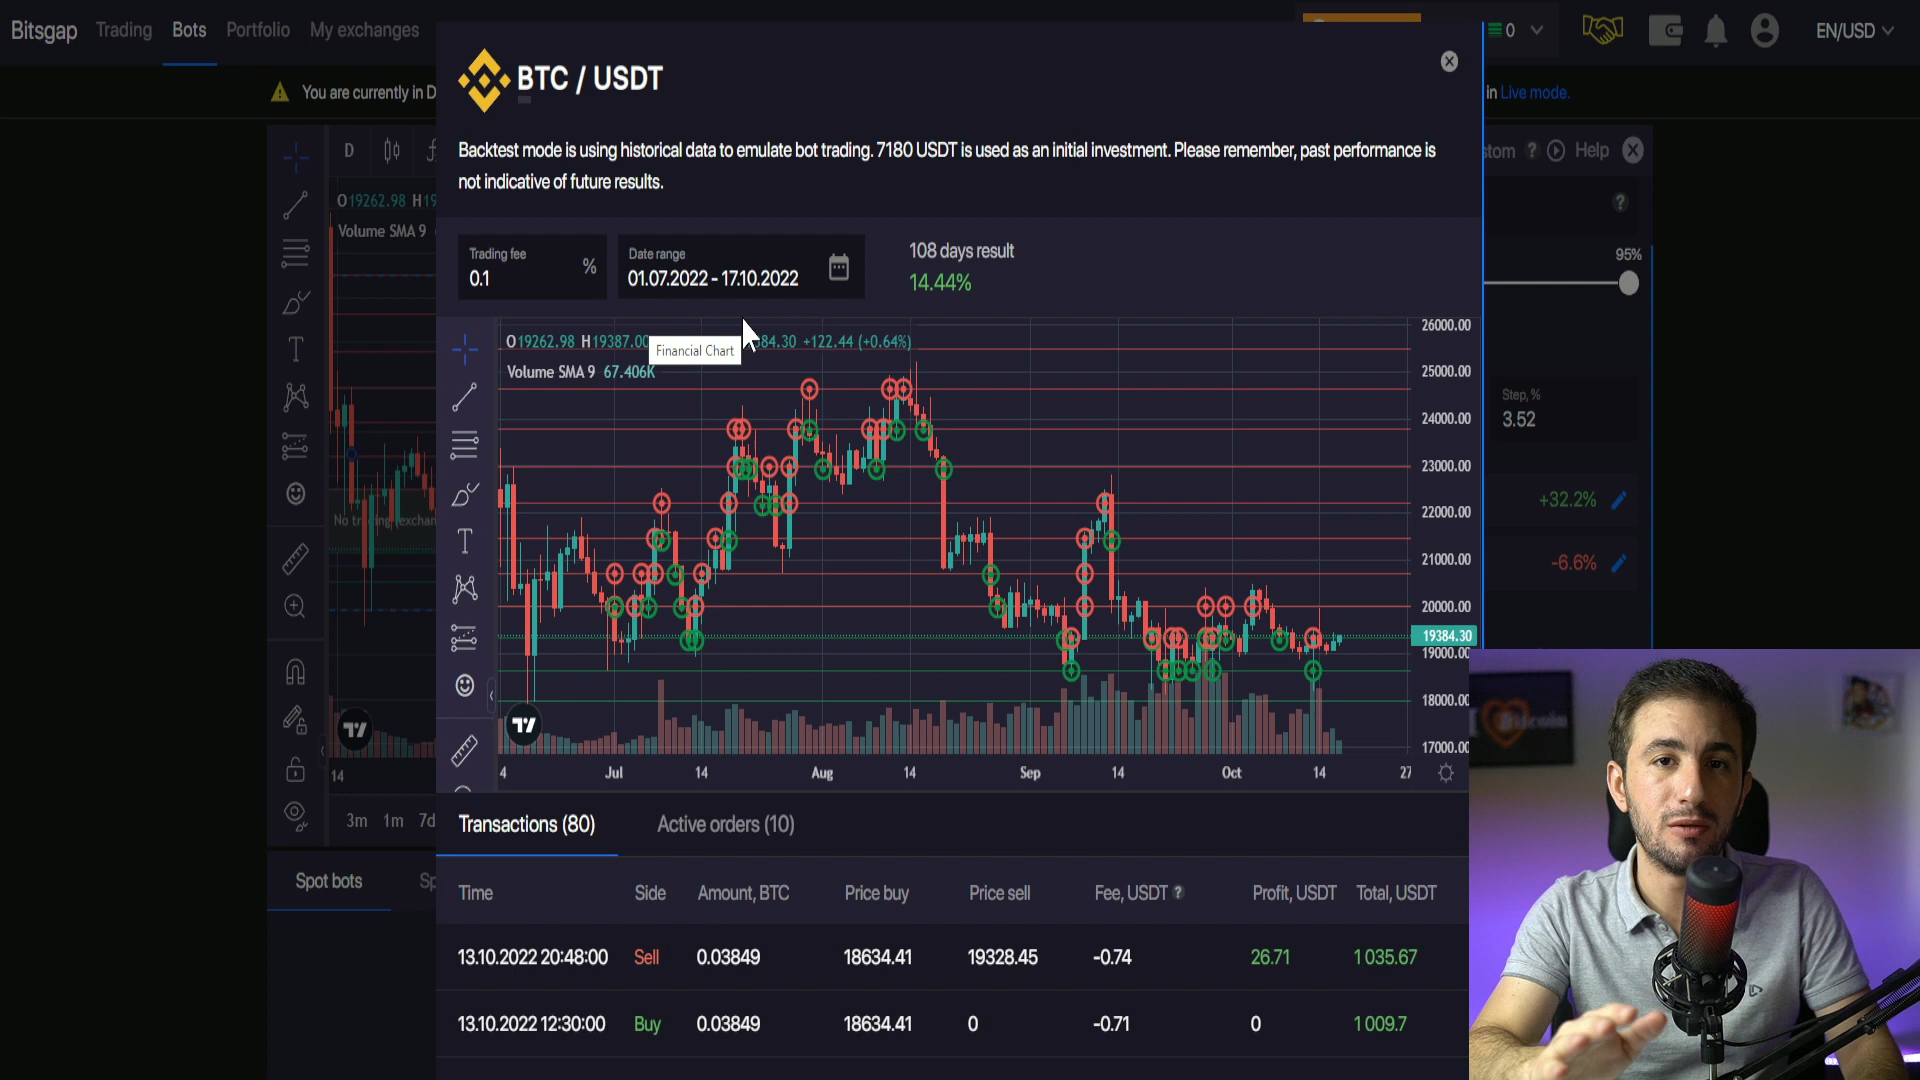 Bitsgap Trading Bots Portfolio My exchanges
0
EN/USD
You are currently in D
in Live mode.
BTC / USDT
Backtest mode is using historical data to emulate bot trading. 7180 USDT is used as an initial investment. Please remember, past performance is
not indicative of future results.
D
stom ? Help
O19262.98 H19
Volume SMA 9
?
95%
Trading fee
0.1 %
Date range
01.07.2022 - 17.10.2022
108 days result
14.44%
O19262.98 H19387.00 84.30 +122.44 (+0.64%)
Financial Chart
Volume SMA 9 67.406K
26000.00
25000.00
24000.00
23000.00
22000.00
21000.00
20000.00
19384.30
19000.00
18000.00
17000.00
Step, %
3.52
+32.2%
-6.6%
T
T
14
4 Jul 14 Aug 14 Sep 14 Oct 14 27
3m 1m 7d
Transactions (80) Active orders (10)
Spot bots Sp
Time Side Amount, BTC Price buy Price sell Fee, USDT ? Profit, USDT Total, USDT
13.10.2022 20:48:00 Sell 0.03849 18634.41 19328.45 -0.74 26.71 1 035.67
13.10.2022 12:30:00 Buy 0.03849 18634.41 0 -0.71 0 1 009.7